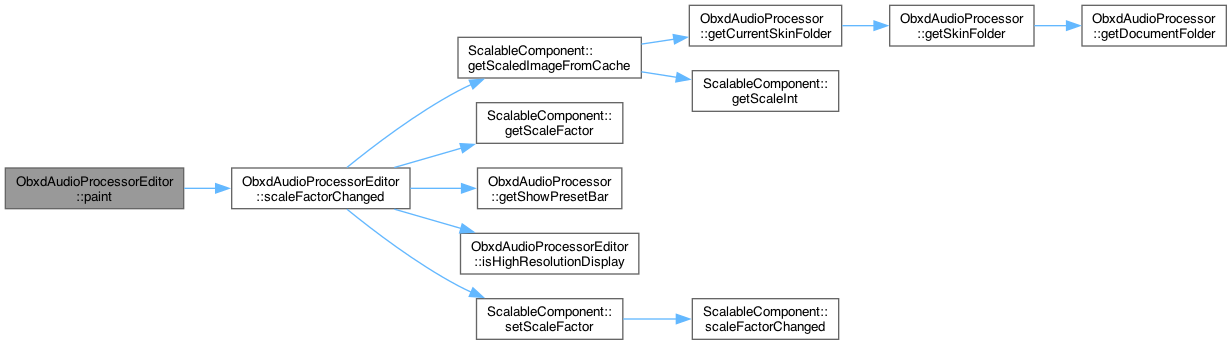 ObxdAudioProcessorEditor
::paint
ObxdAudioProcessorEditor
::scaleFactorChanged
ScalableComponent::
getScaledImageFromCache
ObxdAudioProcessor
::getCurrentSkinFolder
ObxdAudioProcessor
::getSkinFolder
ObxdAudioProcessor
::getDocumentFolder
ScalableComponent::
getScaleInt
ScalableComponent::
getScaleFactor
ObxdAudioProcessor
::getShowPresetBar
ObxdAudioProcessorEditor
::isHighResolutionDisplay
ScalableComponent::
setScaleFactor
ScalableComponent::
scaleFactorChanged